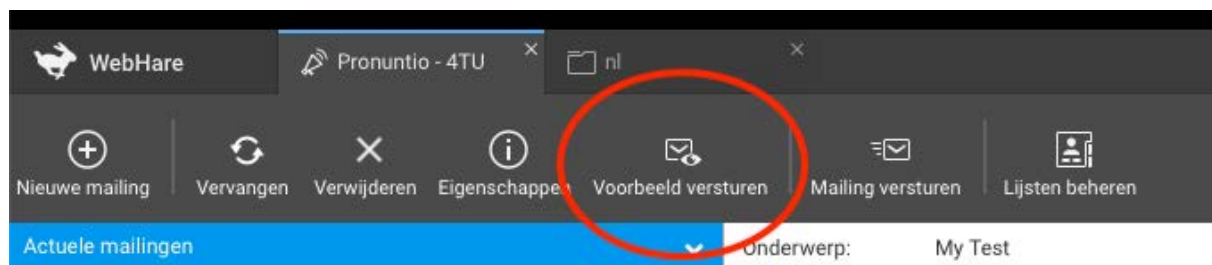 WebHare Pronuntio - 4TU nl
Nieuwe mailing Vervangen Verwijderen Eigenschappen Voorbeeld versturen Mailing versturen Lijsten beheren
Actuele mailingen Onderwerp: My Test